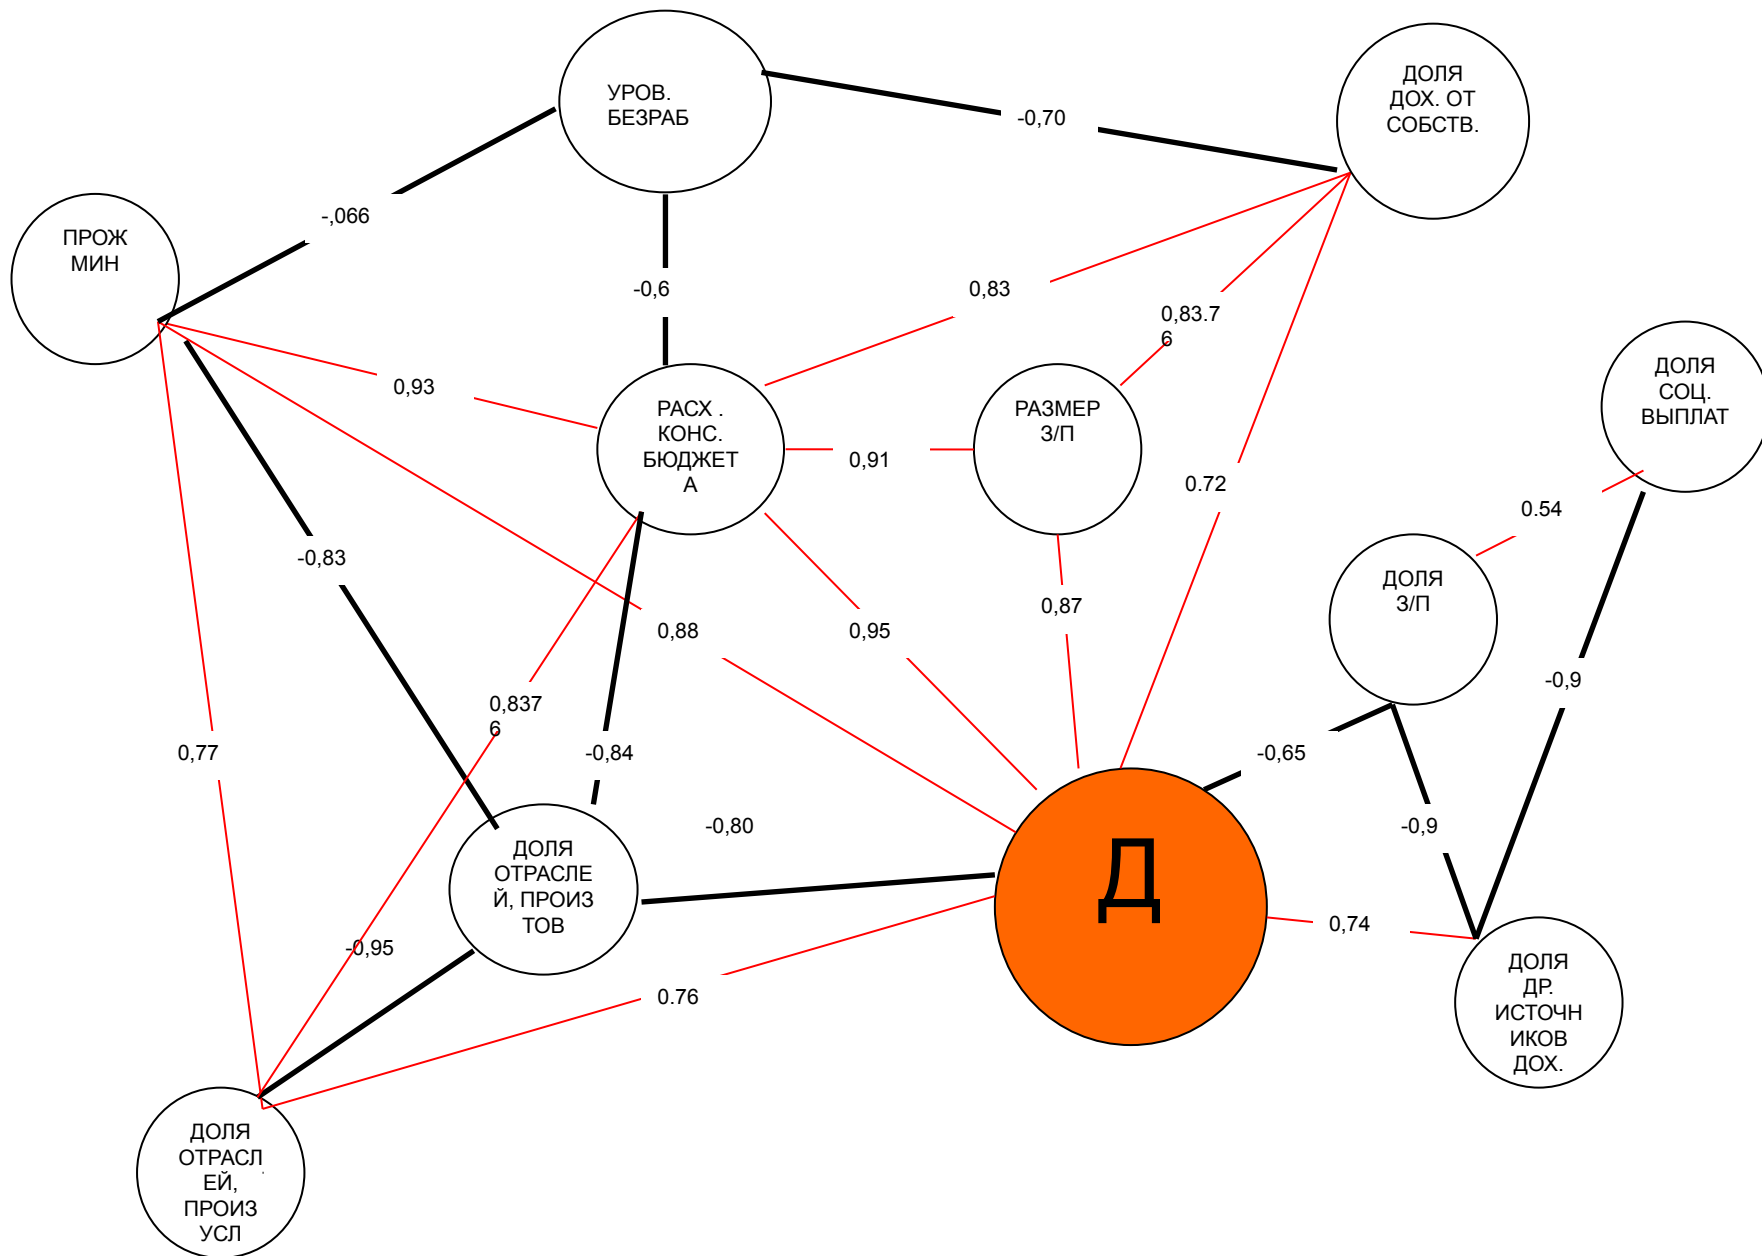 УРОВ.
БЕЗРАБ
ДОЛЯ
ДОХ. ОТ
СОБСТВ.
-0,70
-,066
ПРОЖ
МИН
-0,6
0,83
0,83.7
6
ДОЛЯ
СОЦ.
ВЫПЛАТ
0,93
РАСХ .
КОНС.
БЮДЖЕТ
А
0,91
РАЗМЕР
З/П
0.72
0.54
-0,83
ДОЛЯ
З/П
0,87
0,88
0,95
-0,9
0,837
6
0,77
-0,84
-0,65
-0,80
-0,9
ДОЛЯ
ОТРАСЛЕ
Й, ПРОИЗ
ТОВ
Д
0,74
-0,95
0.76
ДОЛЯ
ДР.
ИСТОЧН
ИКОВ
ДОХ.
ДОЛЯ
ОТРАСЛ
ЕЙ,
ПРОИЗ
УСЛ